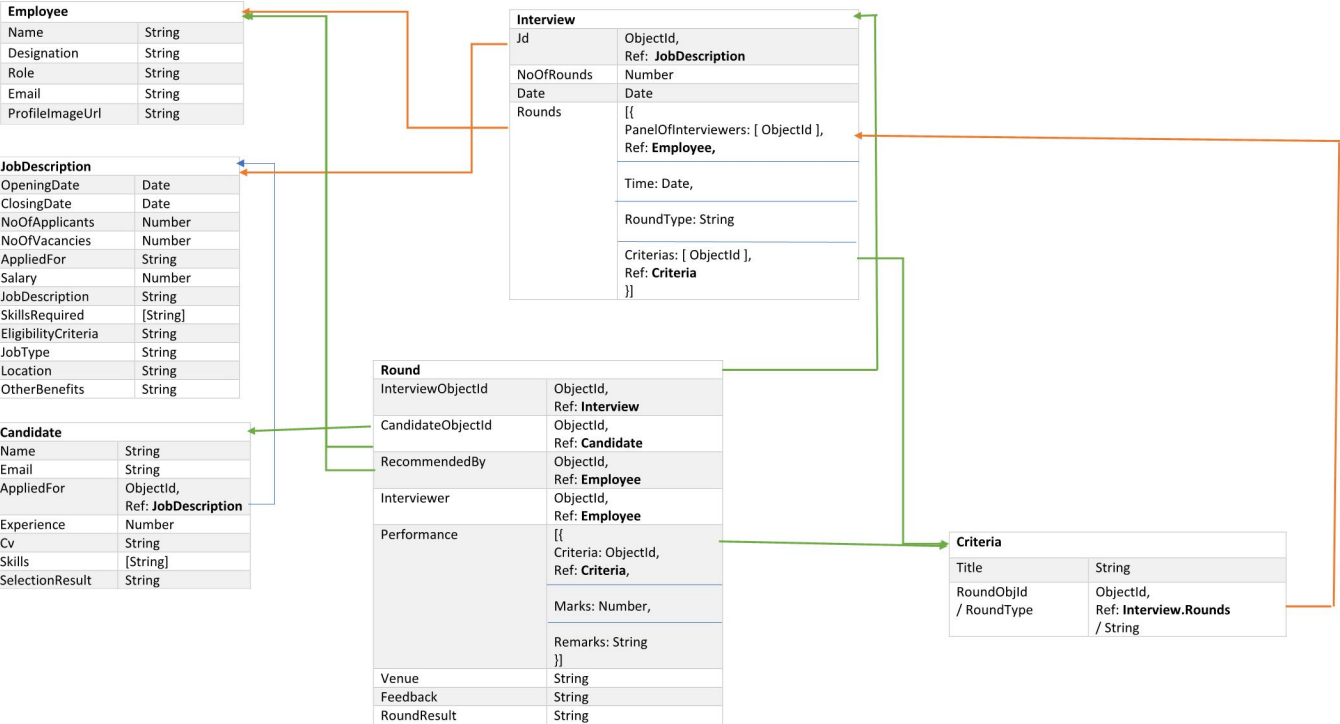 Employee
Name String
Designation String
Role String
Email String
ProfileImageUrl String
JobDescription
OpeningDate Date
ClosingDate Date
NoOfApplicants Number
NoOfVacancies Number
AppliedFor String
Salary Number
JobDescription String
SkillsRequired [String]
EligibilityCriteria String
JobType String
Location String
OtherBenefits String
Candidate
Name String
Email String
AppliedFor ObjectId,
Ref: JobDescription
Experience Number
Cv String
Skills [String]
SelectionResult String
Interview
Jd ObjectId,
Ref: JobDescription
NoOfRounds Number
Date Date
Rounds [{
PanelOfInterviewers: [ ObjectId ],
Ref: Employee,
Time: Date,
RoundType: String
Criterias: [ ObjectId ],
Ref: Criteria
}]
Round
InterviewObjectId ObjectId,
Ref: Interview
CandidateObjectId ObjectId,
Ref: Candidate
RecommendedBy ObjectId,
Ref: Employee
Interviewer ObjectId,
Ref: Employee
Performance [{
Criteria: ObjectId,
Ref: Criteria,
Marks: Number,
Remarks: String
}]
Venue String
Feedback String
RoundResult String
Criteria
Title String
RoundObjId ObjectId,
/ RoundType Ref: Interview.Rounds
/ String